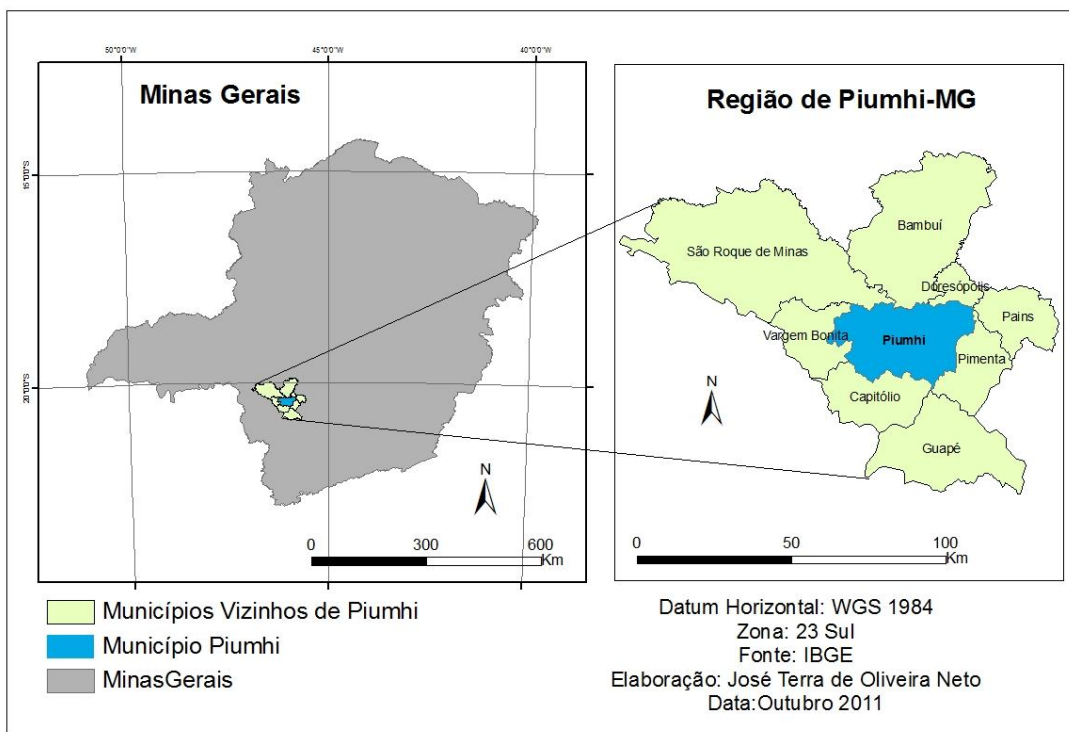 50°0'0"W
45°0'0"W
40°0'0"W
Minas Gerais
15°0'0"S
20°0'0"S
N
0 300 600
Km
Região de Piumhi-MG
Bambuí
São Roque de Minas
Doresópolis
Pains
Vargem Bonita
Piumhi
Pimenta
Capitólio
N
Guapé
0 50 100
Km
Municípios Vizinhos de Piumhi
Município Piumhi
MinasGerais
Datum Horizontal: WGS 1984
Zona: 23 Sul
Fonte: IBGE
Elaboração: José Terra de Oliveira Neto
Data:Outubro 2011